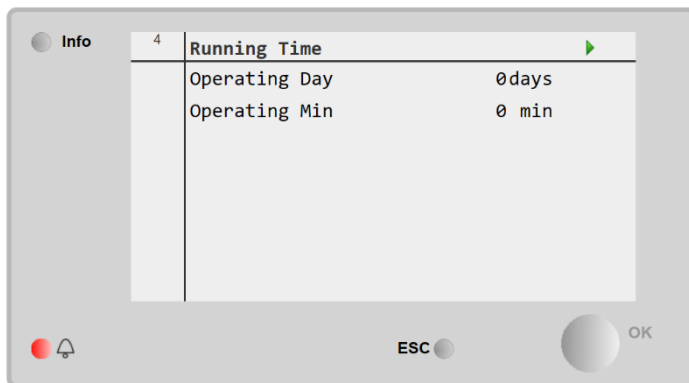 Info
4
Running Time
Operating Day 0days
Operating Min 0 min
ESC
OK